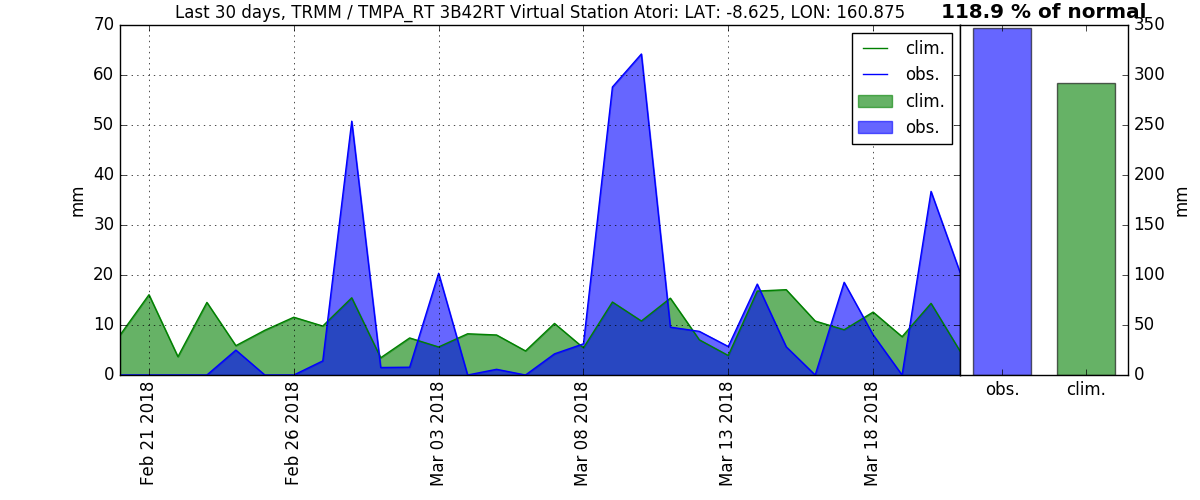 Last 30 days, TRMM / TMPA_RT 3B42RT Virtual Station Atori: LAT: -8.625, LON: 160.875
118.9 % of normal
70
60
50
40
30
20
10
0
mm
clim.
obs.
clim.
obs.
350
300
250
200
150
100
50
0
mm
obs.
clim.
Feb 21 2018
Feb 26 2018
Mar 03 2018
Mar 08 2018
Mar 13 2018
Mar 18 2018